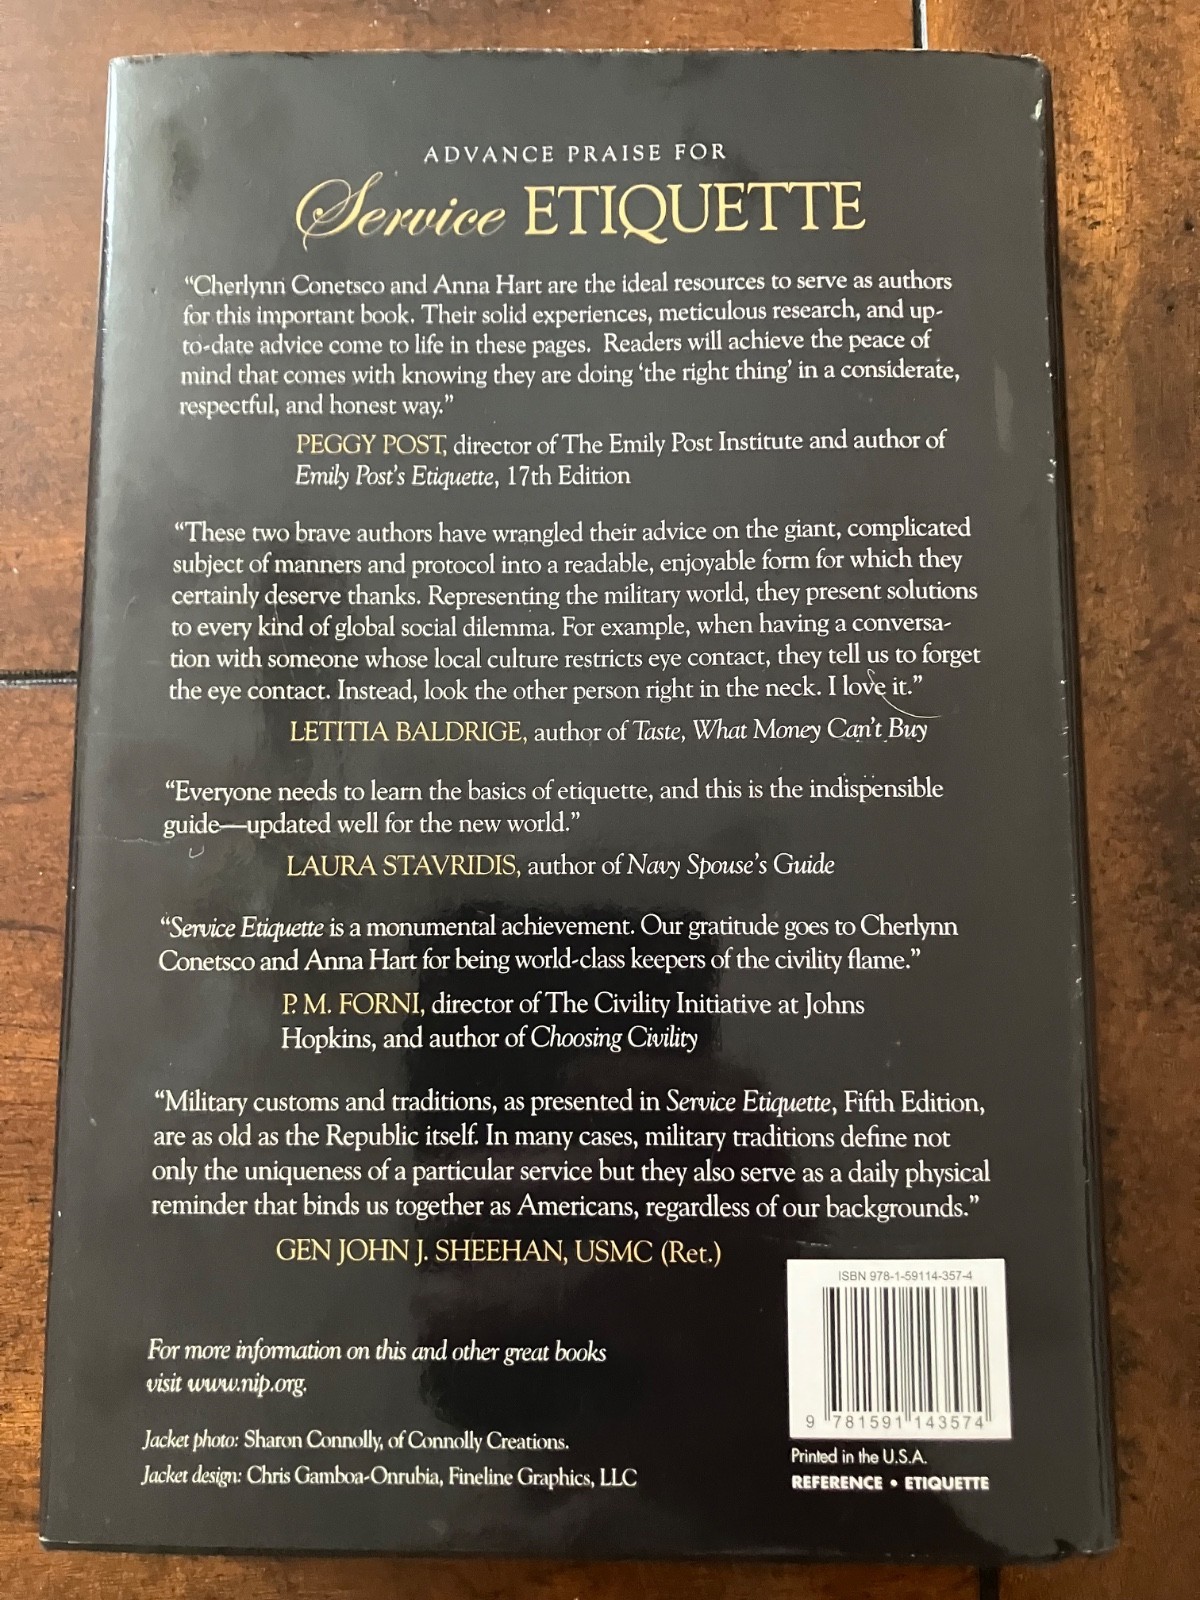 ADVANCE PRAISE FOR
Service ETIQUETTE
“Cherlynn Conetsco and Anna Hart are the ideal resources to serve as authors
for this important book. Their solid experiences, meticulous research, and up-
to-date advice come to life in these pages. Readers will achieve the peace of
mind that comes with knowing they are doing ‘the right thing’ in a considerate,
respectful, and honest way.”
PEGGY POST, director of The Emily Post Institute and author of
Emily Post’s Etiquette, 17th Edition
“These two brave authors have wrangled their advice on the giant, complicated
subject of manners and protocol into a readable, enjoyable form for which they
certainly deserve thanks. Representing the military world, they present solutions
to every kind of global social dilemma. For example, when having a conversa-
tion with someone whose local culture restricts eye contact, they tell us to forget
the eye contact. Instead, look the other person right in the neck. I love it.”
LETITIA BALDRIGE, author of Taste, What Money Can’t Buy
“Everyone needs to learn the basics of etiquette, and this is the indispensible
guide—updated well for the new world.”
LAURA STAVRIDIS, author of Navy Spouse’s Guide
“Service Etiquette is a monumental achievement. Our gratitude goes to Cherlynn
Conetsco and Anna Hart for being world-class keepers of the civility flame.”
P. M. FORNI, director of The Civility Initiative at Johns
Hopkins, and author of Choosing Civility
“Military customs and traditions, as presented in Service Etiquette, Fifth Edition,
are as old as the Republic itself. In many cases, military traditions define not
only the uniqueness of a particular service but they also serve as a daily physical
reminder that binds us together as Americans, regardless of our backgrounds.”
GEN JOHN J. SHEEHAN, USMC (Ret.)
For more information on this and other great books
visit www.nip.org.
Jacket photo: Sharon Connolly, of Connolly Creations.
Jacket design: Chris Gamboa-Onrubia, Fineline Graphics, LLC
ISBN 978-1-59114-357-4
9 781591 143574
Printed in the U.S.A.
REFERENCE • ETIQUETTE